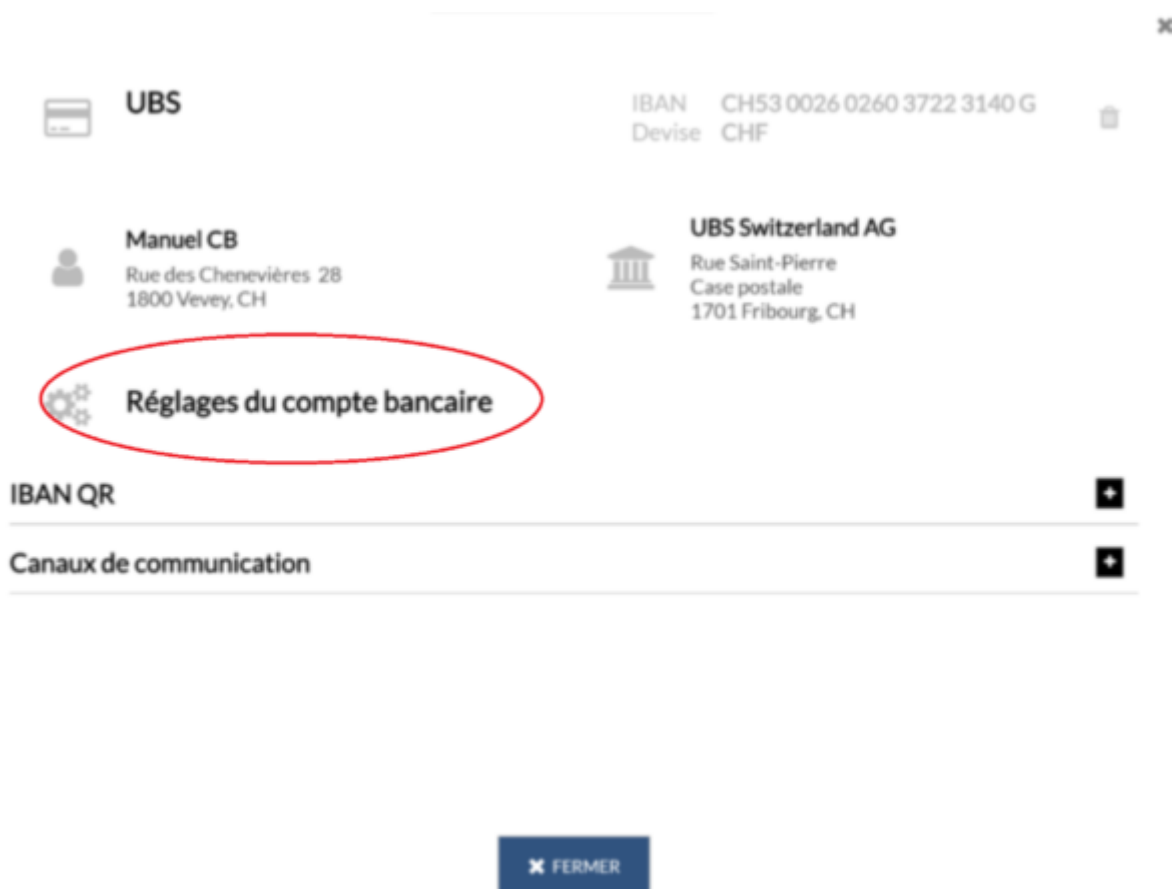 UBS
IBAN CH53 0026 0260 3722 3140 G
Devise CHF
Manuel CB
Rue des Chenevières 28
1800 Vevey, CH
UBS Switzerland AG
Rue Saint-Pierre
Case postale
1701 Fribourg, CH
Réglages du compte bancaire
IBAN QR
Canaux de communication
FERMER